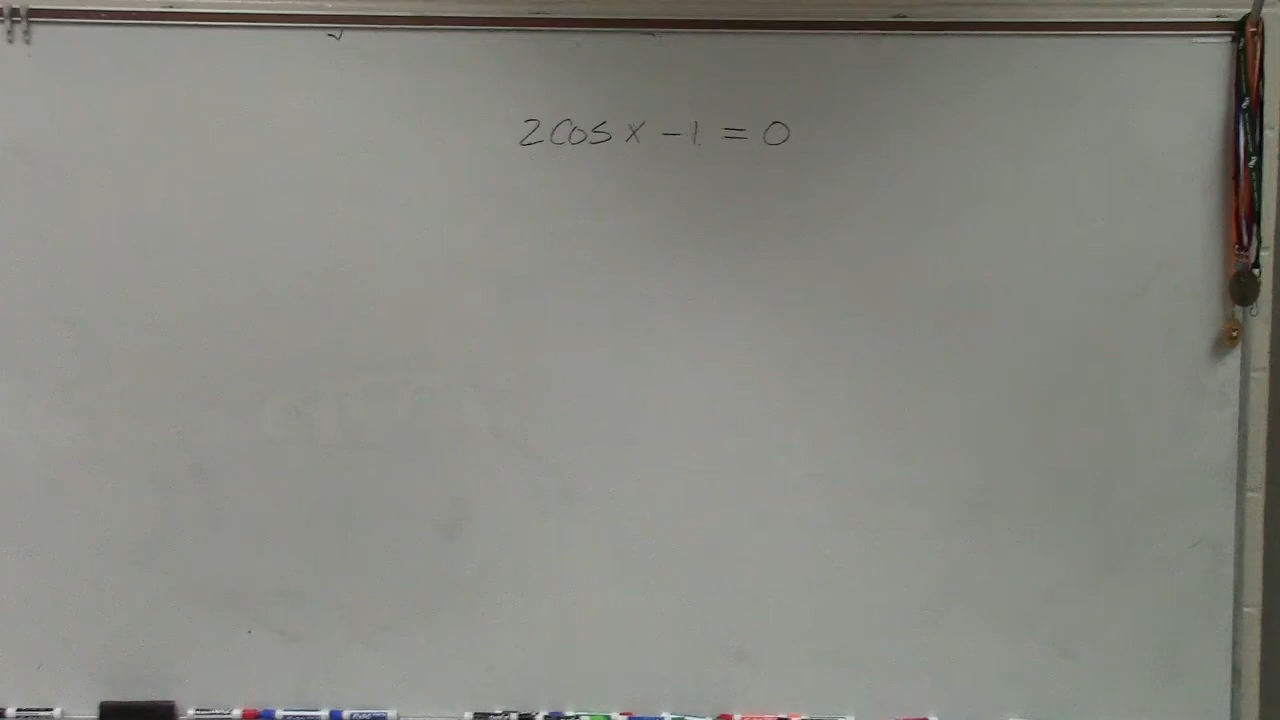 2cos x - 1 = 0